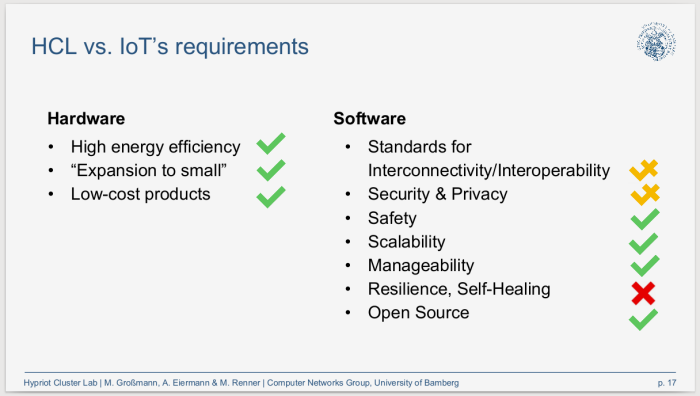 HCL vs. IoT’s requirements
Hardware
• High energy efficiency
• “Expansion to small”
• Low-cost products
Software
• Standards for
Interconnectivity/Interoperability
• Security & Privacy
• Safety
• Scalability
• Manageability
• Resilience, Self-Healing
• Open Source
Hypriot Cluster Lab | M. Großmann, A. Eiermann & M. Renner | Computer Networks Group, University of Bamberg
p. 17